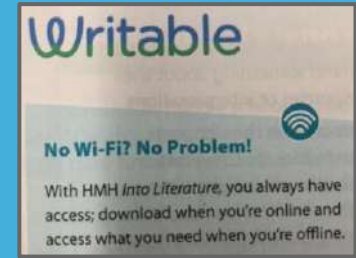 Writable
No Wi-Fi? No Problem!
With HMH Into Literature, you always have
access; download when you're online and
access what you need when you're offline.